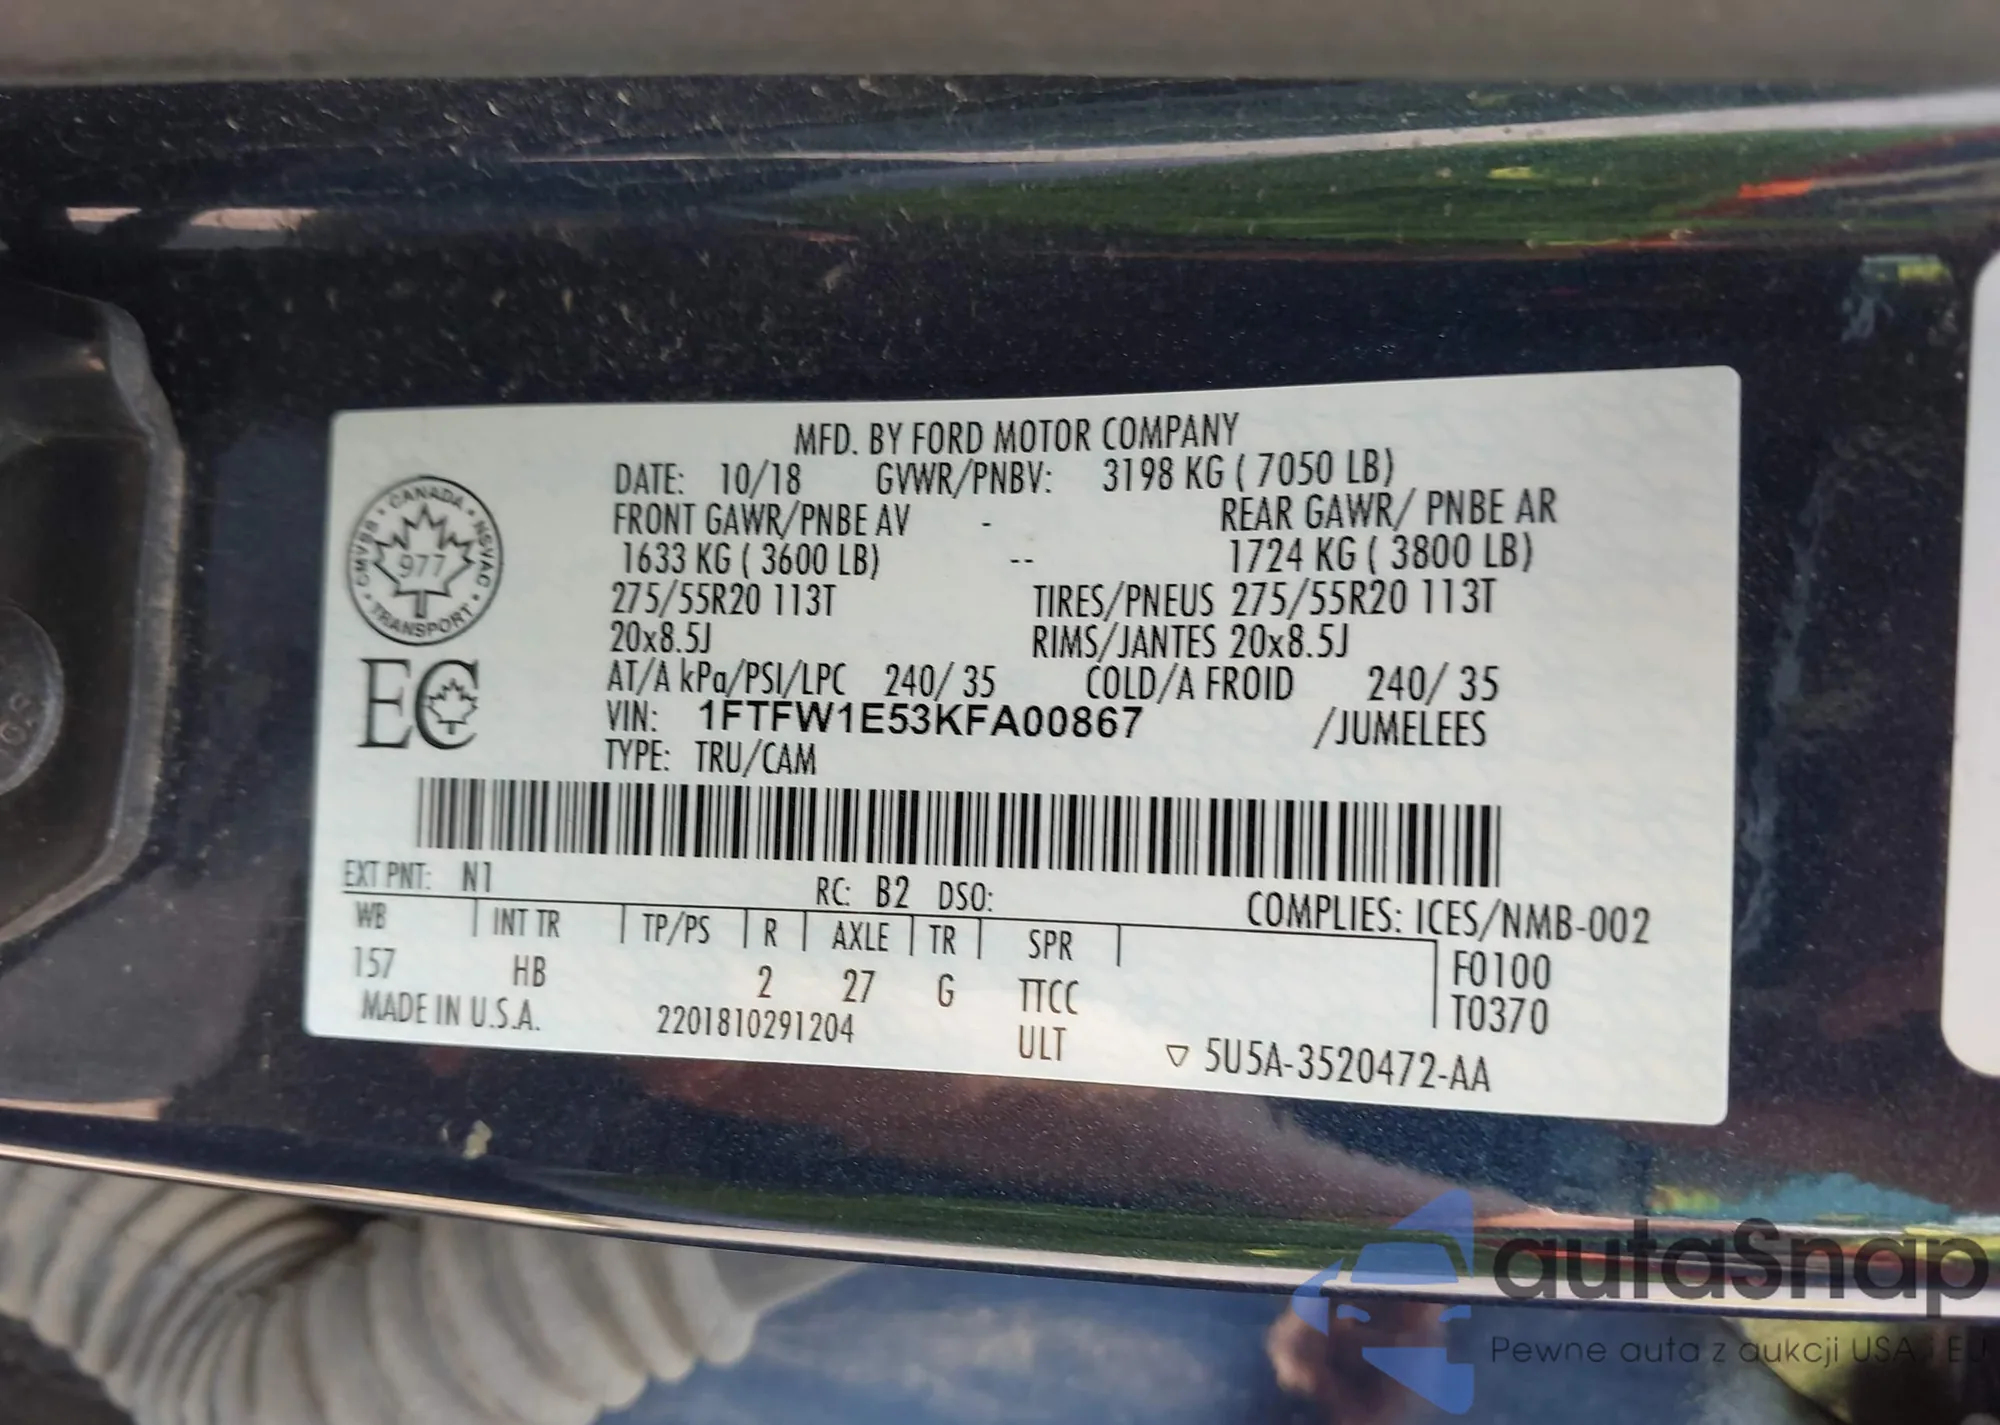 MFD. BY FORD MOTOR COMPANY
DATE: 10/18 GVWR/PNBV: 3198 KG ( 7050 LB)
FRONT GAWR/PNBE AV - REAR GAWR/ PNBE AR
1633 KG ( 3600 LB) -- 1724 KG ( 3800 LB)
275/55R20 113T TIRES/PNEUS 275/55R20 113T
20x8.5J RIMS/JANTES 20x8.5J
AT/A kPa/PSI/LPC 240/ 35 COLD/A FROID 240/ 35
VIN: 1FTFW1E53KFA00867 /JUMELEES
TYPE: TRU/CAM
CANADA • NSVAC • TRANSPORT • CMVSS
977
EC
EXT PNT: N1 RC: B2 DSO: COMPLIES: ICES/NMB-002
WB INT TR TP/PS R AXLE TR SPR F0100
157 HB 2 27 G TTCC T0370
MADE IN U.S.A. 2201810291204 ULT 5U5A-3520472-AA
autaSnap
Pewne auta z aukcji USA i EU